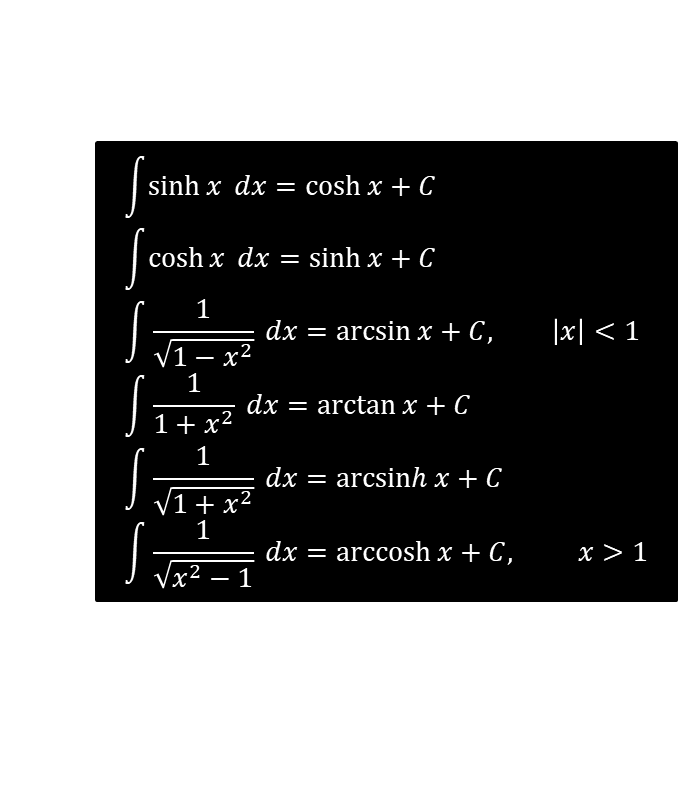 ∫ sinh x dx = cosh x + C
∫ cosh x dx = sinh x + C
∫ 1/√(1 − x²) dx = arcsin x + C, |x| < 1
∫ 1/(1 + x²) dx = arctan x + C
∫ 1/√(1 + x²) dx = arcsinh x + C
∫ 1/√(x² − 1) dx = arccosh x + C, x > 1